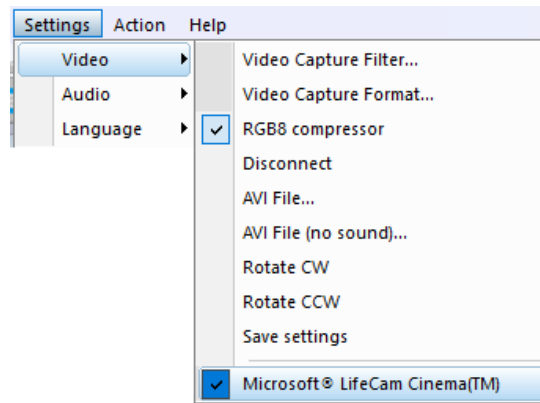 Settings Action Help
Video Video Capture Filter...
Audio Video Capture Format...
Language RGB8 compressor
Disconnect
AVI File...
AVI File (no sound)...
Rotate CW
Rotate CCW
Save settings
Microsoft® LifeCam Cinema(TM)